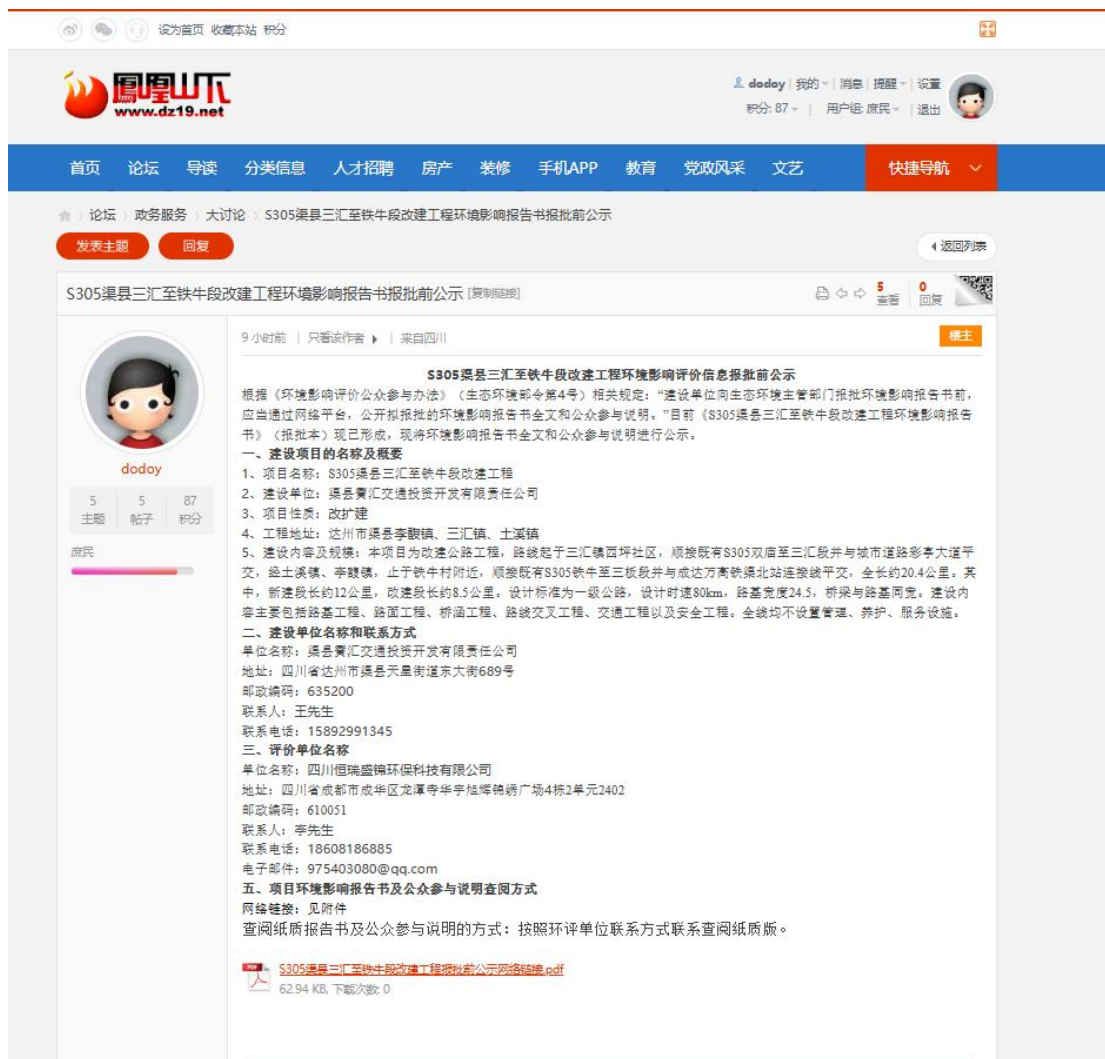 设为首页 收藏本站 积分
鳳凰山下
www.dz19.net
dodoy | 我的 | 消息 | 提醒 | 设置
积分: 87 | 用户组: 庶民 | 退出
首页 论坛 导读 分类信息 人才招聘 房产 装修 手机APP 教育 党政风采 文艺 快捷导航
论坛 › 政务服务 › 大讨论 › S305渠县三汇至铁牛段改建工程环境影响报告书报批前公示
发表主题 回复 返回列表
S305渠县三汇至铁牛段改建工程环境影响报告书报批前公示 [复制链接]
5 查看 0 回复
9 小时前 | 只看该作者 | 来自四川 楼主
dodoy
5 主题 5 帖子 87 积分
庶民
S305渠县三汇至铁牛段改建工程环境影响评价信息报批前公示
根据《环境影响评价公众参与办法》（生态环境部令第4号）相关规定：“建设单位向生态环境主管部门报批环境影响报告书前，
应当通过网络平台，公开拟报批的环境影响报告书全文和公众参与说明。”目前《S305渠县三汇至铁牛段改建工程环境影响报告
书》（报批本）现已形成，现将环境影响报告书全文和公众参与说明进行公示。
一、建设项目的名称及概要
1、项目名称：S305渠县三汇至铁牛段改建工程
2、建设单位：渠县賨汇交通投资开发有限责任公司
3、项目性质：改扩建
4、工程地址：达州市渠县李馥镇、三汇镇、土溪镇
5、建设内容及规模：本项目为改建公路工程，路线起于三汇镇西坪社区，顺接既有S305双庙至三汇段并与城市道路彩亭大道平
交，经土溪镇、李馥镇，止于铁牛村附近，顺接既有S305铁牛至三板段并与成达万高铁渠北站连接线平交，全长约20.4公里。其
中，新建段长约12公里，改建段长约8.5公里。设计标准为一级公路，设计时速80km，路基宽度24.5，桥梁与路基同宽。建设内
容主要包括路基工程、路面工程、桥涵工程、路线交叉工程、交通工程以及安全工程。全线均不设置管理、养护、服务设施。
二、建设单位名称和联系方式
单位名称：渠县賨汇交通投资开发有限责任公司
地址：四川省达州市渠县天星街道东大街689号
邮政编码：635200
联系人：王先生
联系电话：15892991345
三、评价单位名称
单位名称：四川恒瑞盛锦环保科技有限公司
地址：四川省成都市成华区龙潭寺华宇旭辉锦绣广场4栋2单元2402
邮政编码：610051
联系人：李先生
联系电话：18608186885
电子邮件：975403080@qq.com
五、项目环境影响报告书及公众参与说明查阅方式
网络链接：见附件
查阅纸质报告书及公众参与说明的方式：按照环评单位联系方式联系查阅纸质版。
S305渠县三汇至铁牛段改建工程报批前公示网络链接.pdf
62.94 KB, 下载次数: 0